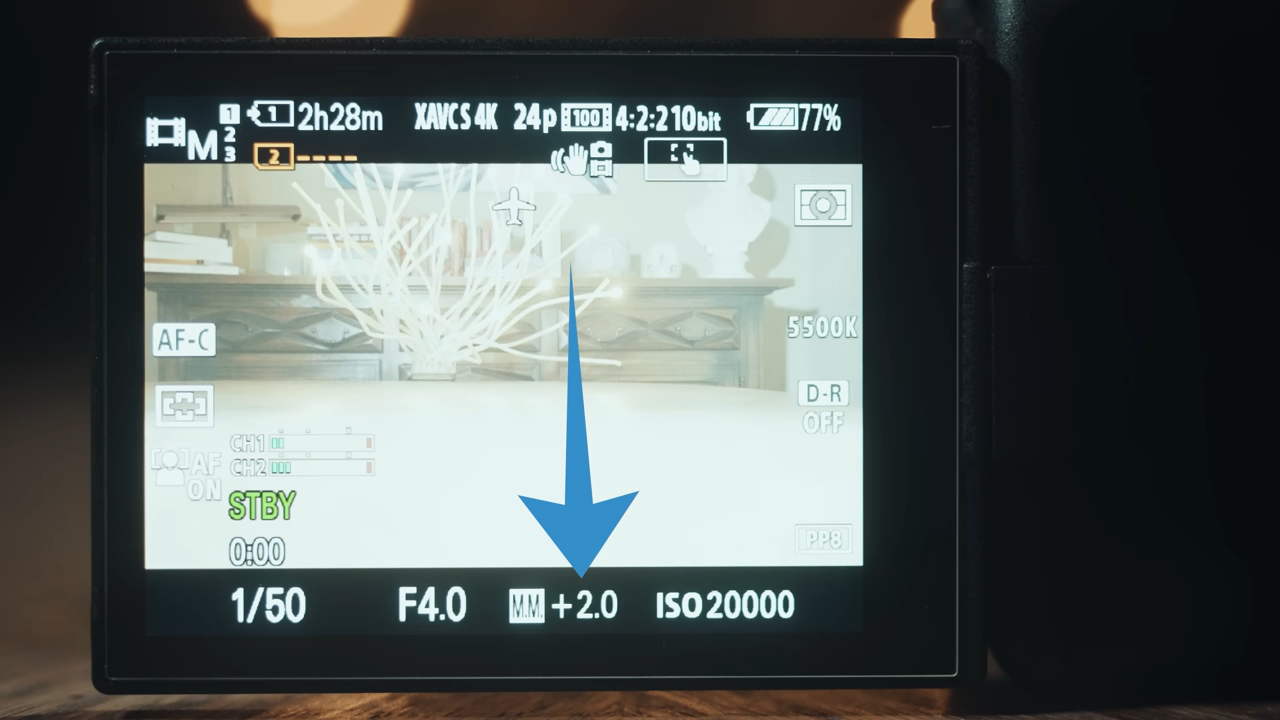 1 1 2h28m XAVC S 4K 24p 100 4:2:2 10bit 77%
M 2
3 2 ----
5500K
AF-C
D-R
OFF
CH1
AF CH2
ON
STBY
PP8
0:00
1/50 F4.0 M.M. +2.0 ISO 20000